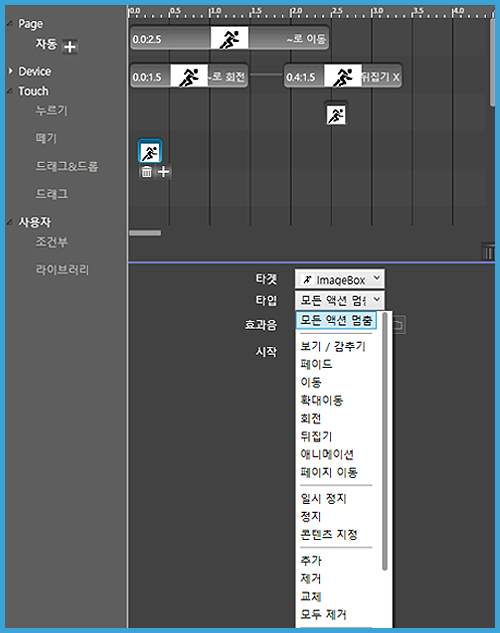 Page
자동
Device
Touch
누르기
떼기
드래그&드롭
드래그
사용자
조건부
라이브러리
0.0 0.5 1.0 1.5 2.0 2.5 3.0 3.5 4.0
0.0:2.5 ~로 이동
0.0:1.5 ~로 회전 0.4:1.5 뒤집기 X
타겟 ImageBox
타입 모든 액션 멈
효과음
시작
모든 액션 멈춤
보기 / 감추기
페이드
이동
확대이동
회전
뒤집기
애니메이션
페이지 이동
일시 정지
정지
콘텐츠 지정
추가
제거
교체
모두 제거